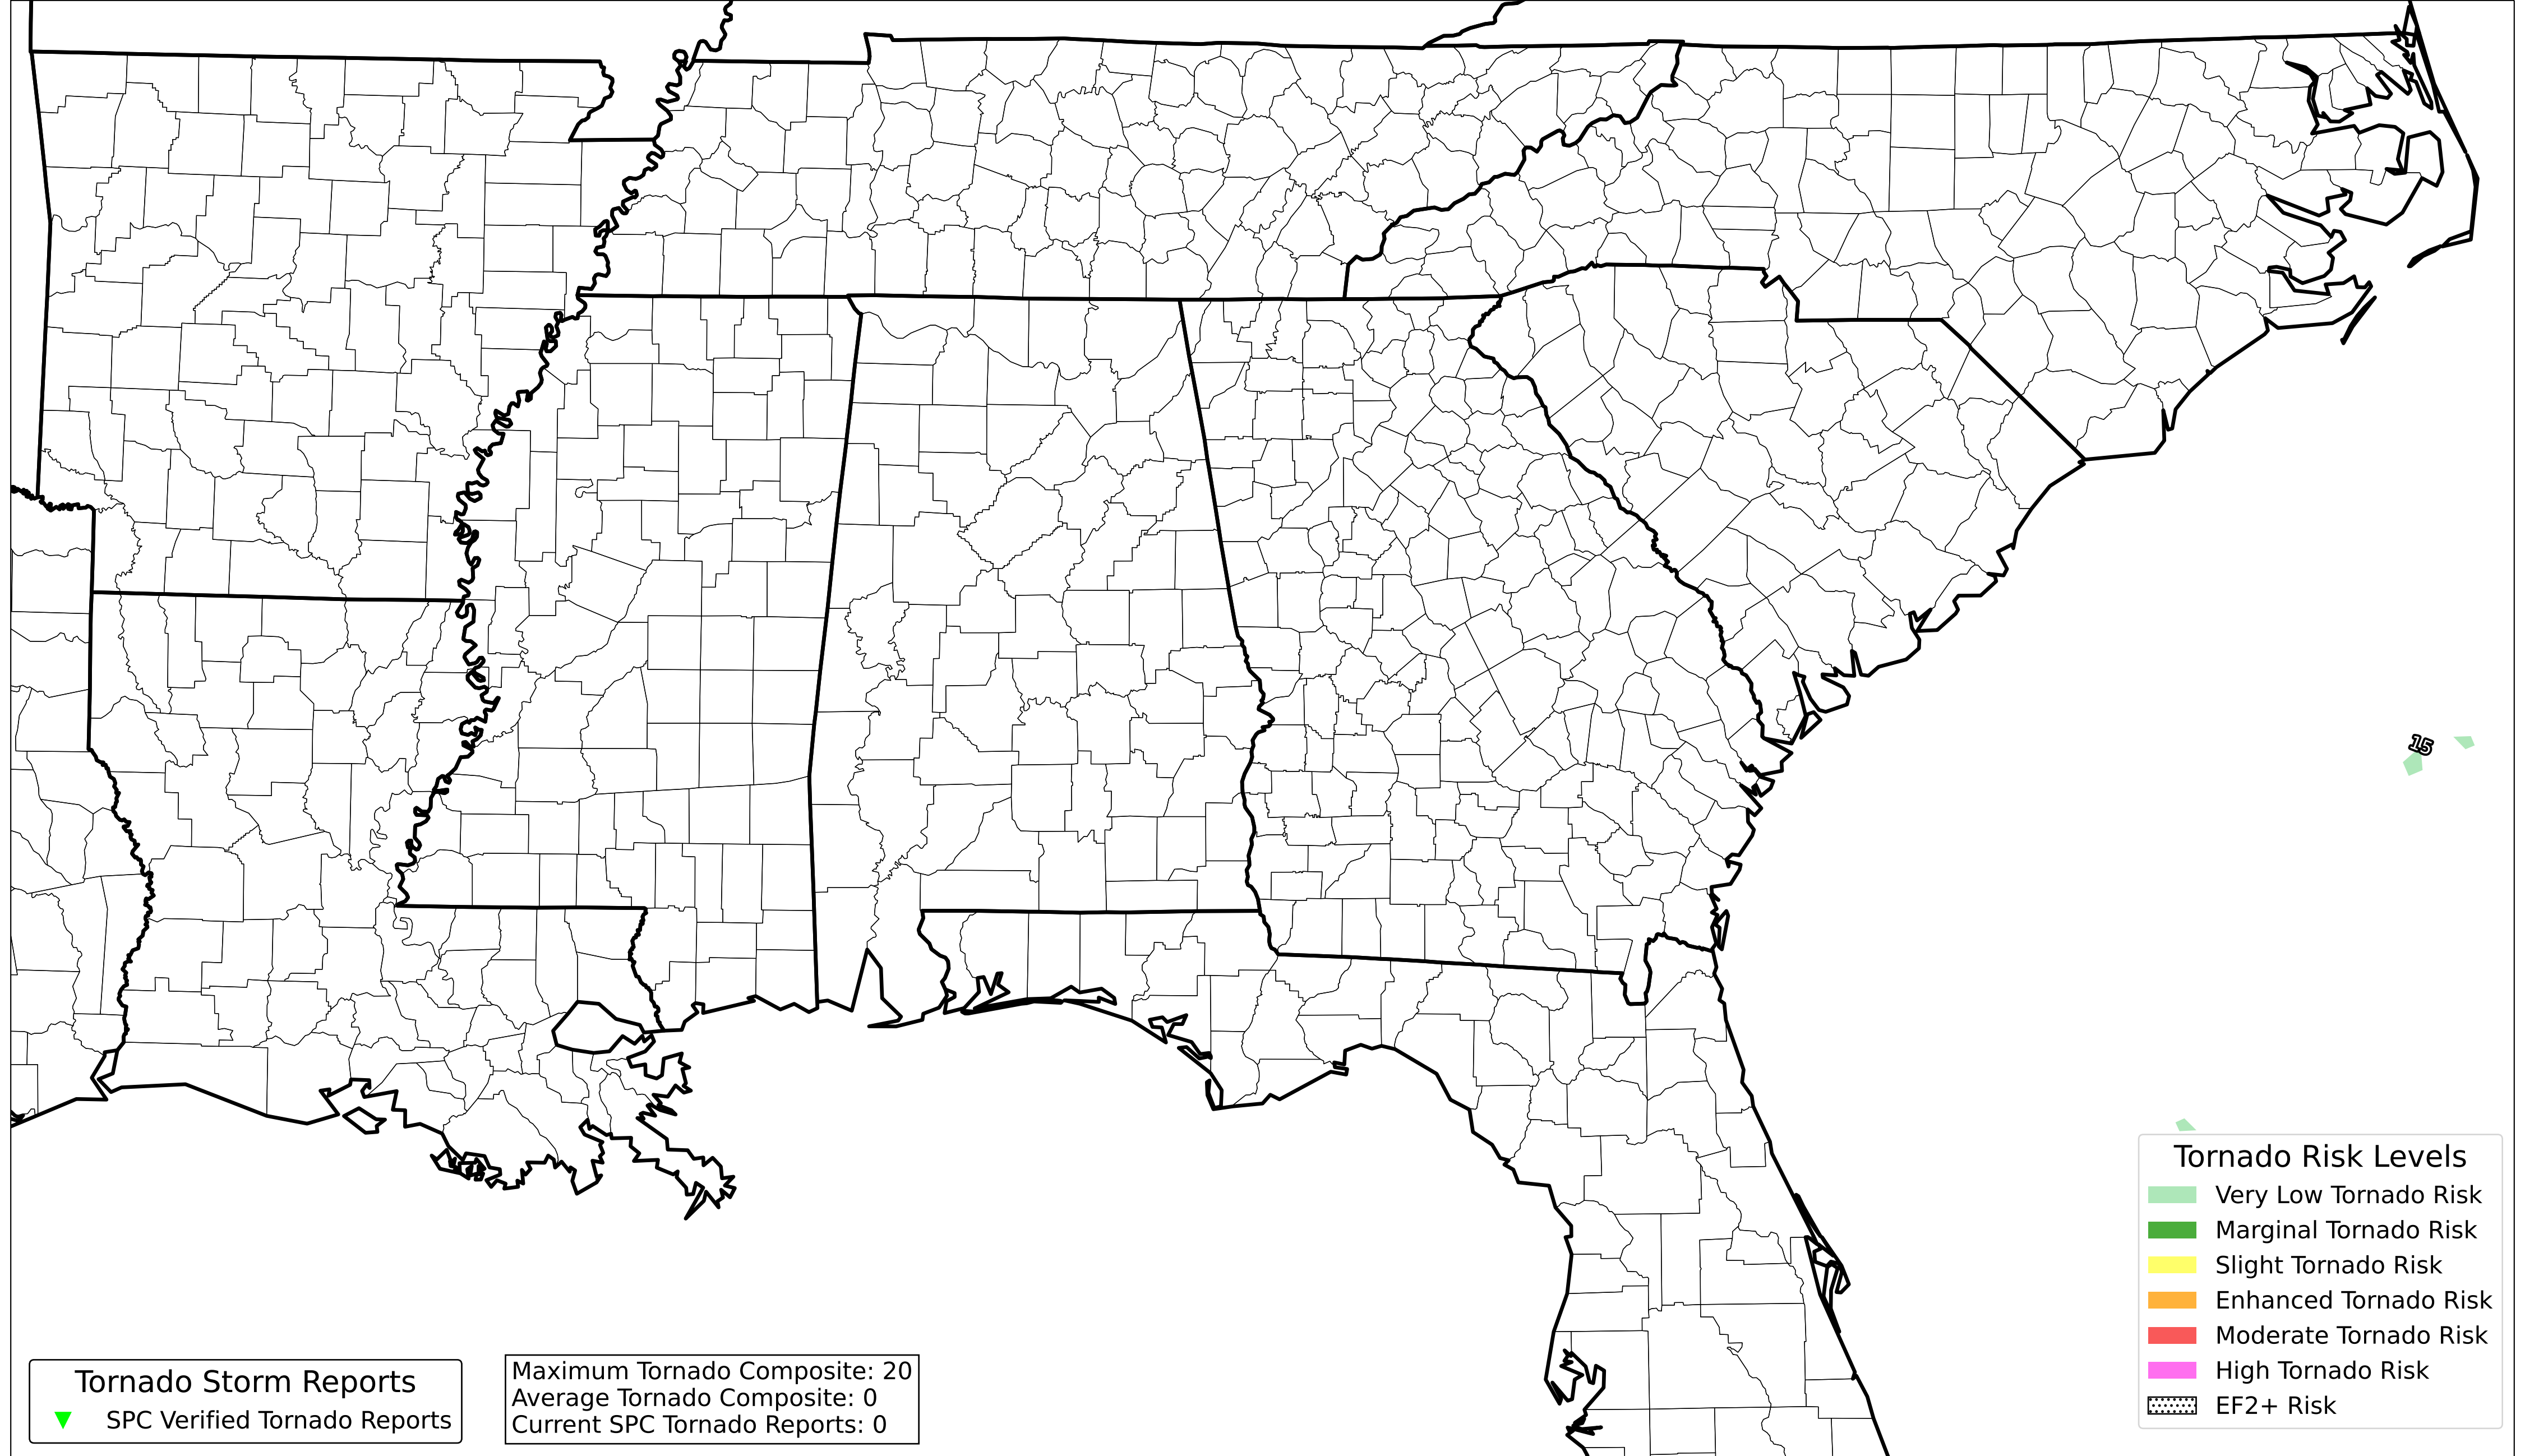 15
Tornado Risk Levels
Very Low Tornado Risk
Marginal Tornado Risk
Slight Tornado Risk
Enhanced Tornado Risk
Moderate Tornado Risk
High Tornado Risk
EF2+ Risk
Tornado Storm Reports
SPC Verified Tornado Reports
Maximum Tornado Composite: 20
Average Tornado Composite: 0
Current SPC Tornado Reports: 0